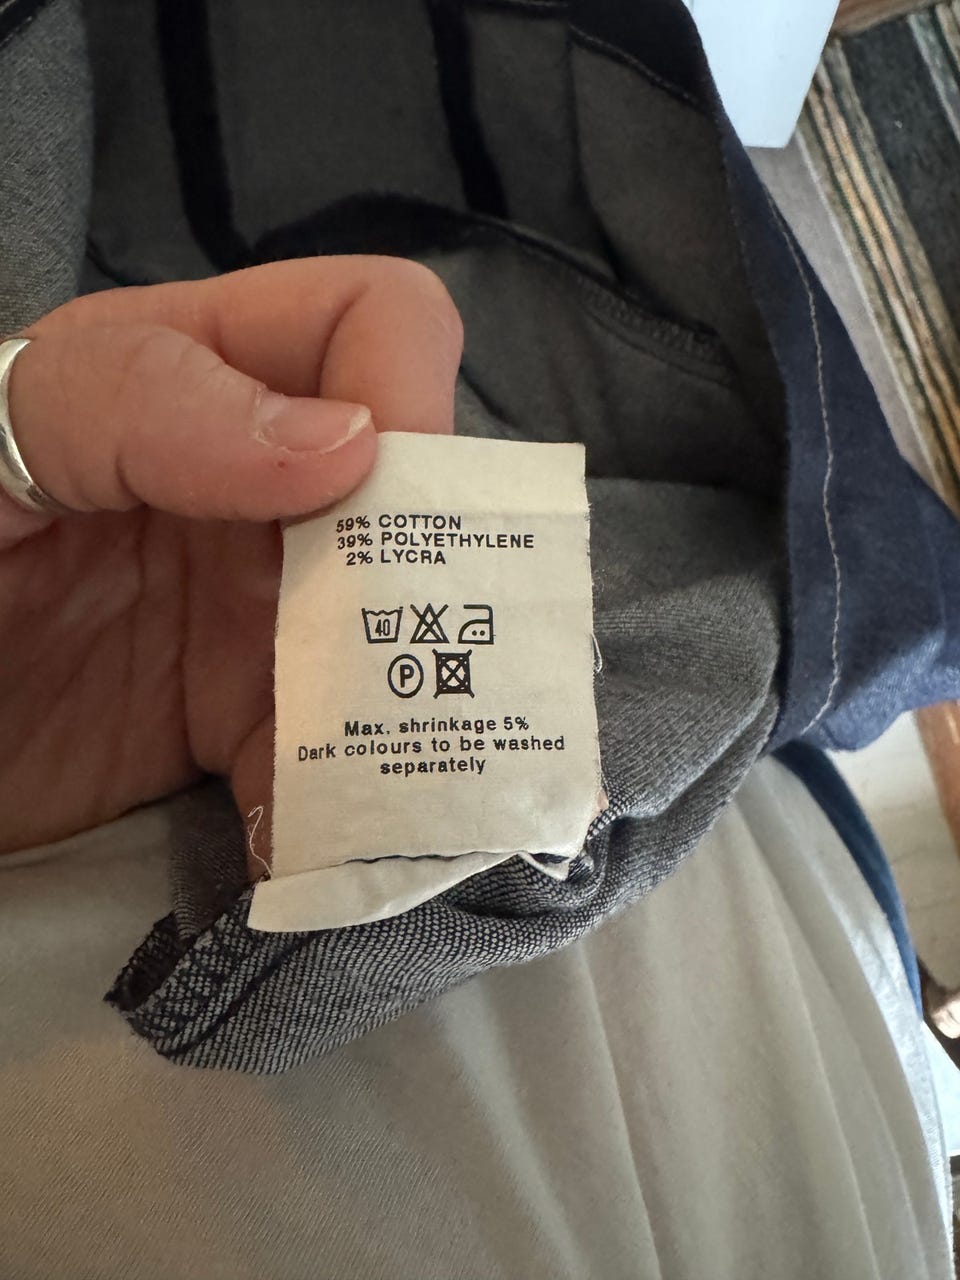 59% COTTON
39% POLYETHYLENE
2% LYCRA
40
P
Max. shrinkage 5%
Dark colours to be washed
separately